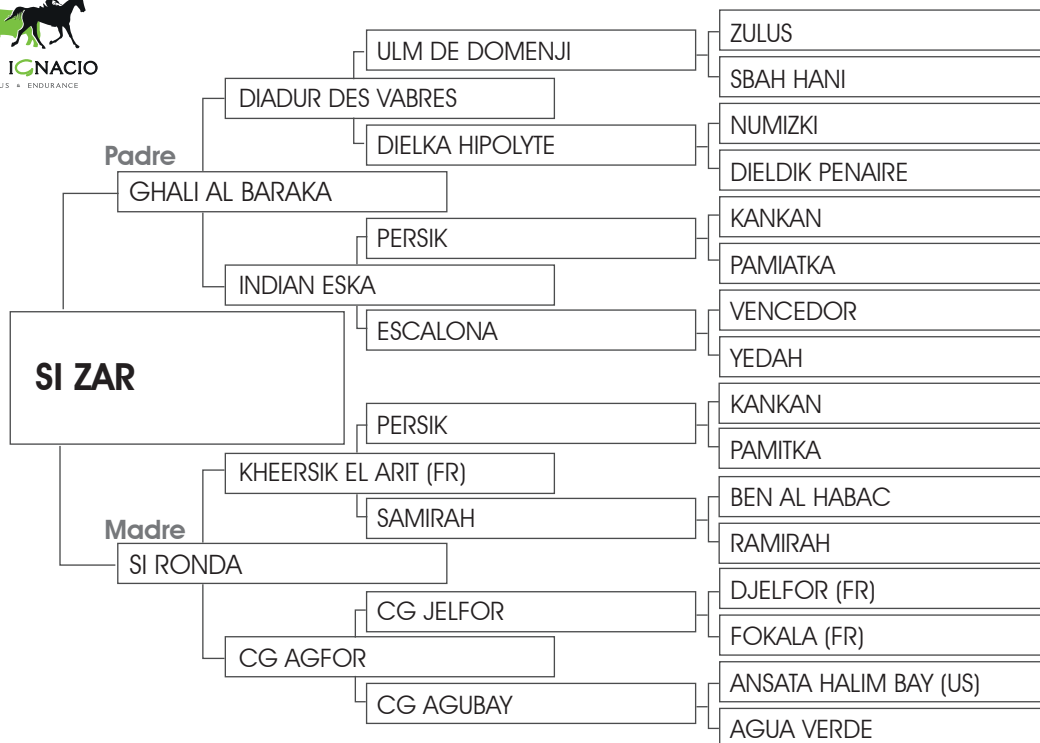 IGNACIO
US & ENDURANCE
ZULUS
ULM DE DOMENJI
SBAH HANI
DIADUR DES VABRES
NUMIZKI
DIELKA HIPOLYTE
Padre
DIELDIK PENAIRE
GHALI AL BARAKA
KANKAN
PERSIK
PAMIATKA
INDIAN ESKA
VENCEDOR
ESCALONA
YEDAH
SI ZAR
KANKAN
PERSIK
PAMITKA
KHEERSIK EL ARIT (FR)
BEN AL HABAC
SAMIRAH
Madre
RAMIRAH
SI RONDA
DJELFOR (FR)
CG JELFOR
FOKALA (FR)
CG AGFOR
ANSATA HALIM BAY (US)
CG AGUBAY
AGUA VERDE